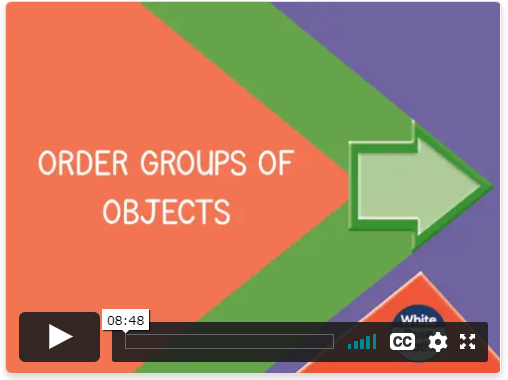 ORDER GROUPS OF
OBJECTS
White
08:48
CC